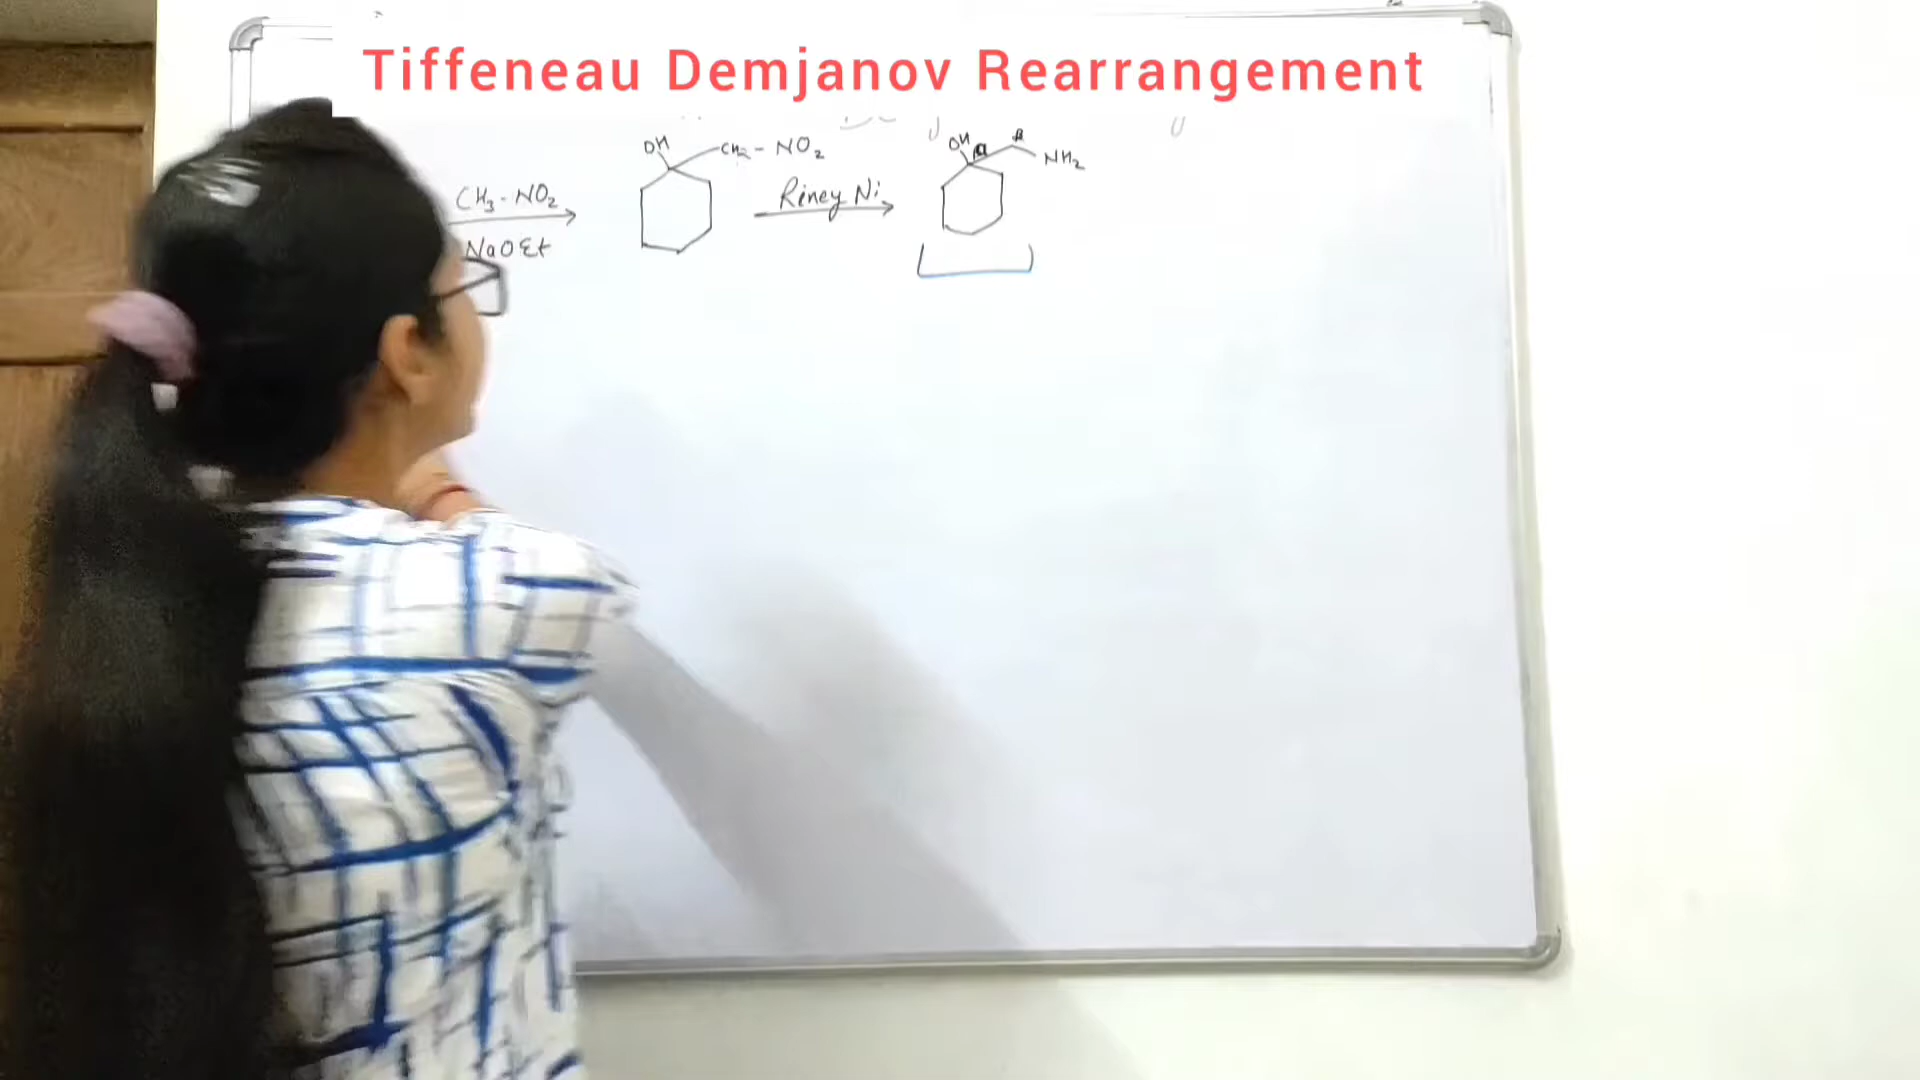 Tiffeneau Demjanov Rearrangement
CH3-NO2
NaOEt
OH
CH2-NO2
Riney Ni
OH
α
β
NH2